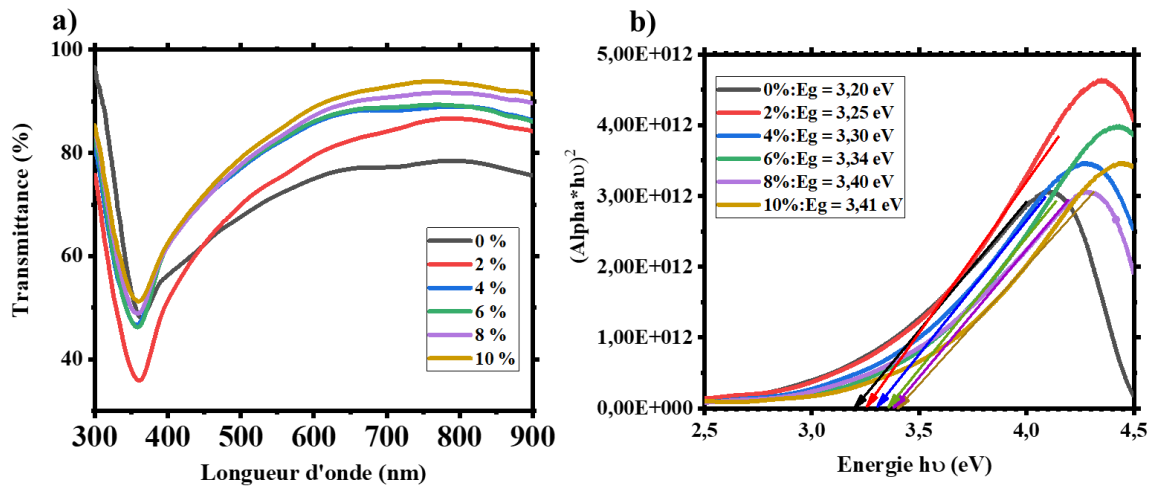 a)
100
80
60
40
Transmittance (%)
300 400 500 600 700 800 900
Longueur d'onde (nm)
0 %
2 %
4 %
6 %
8 %
10 %
b)
5,00E+012
4,00E+012
3,00E+012
2,00E+012
1,00E+012
0,00E+000
(Alpha*hυ)²
2,5 3,0 3,5 4,0 4,5
Energie hυ (eV)
0%:Eg = 3,20 eV
2%:Eg = 3,25 eV
4%:Eg = 3,30 eV
6%:Eg = 3,34 eV
8%:Eg = 3,40 eV
10%:Eg = 3,41 eV